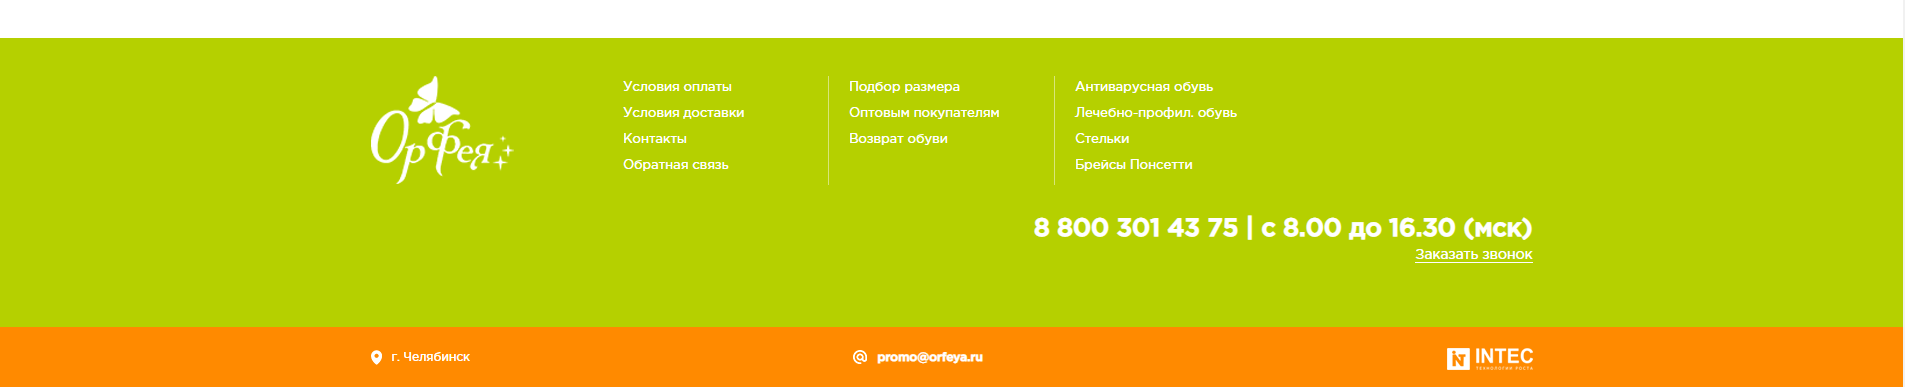 ОрФея
Условия оплаты
Условия доставки
Контакты
Обратная связь
Подбор размера
Оптовым покупателям
Возврат обуви
Антиварусная обувь
Лечебно-профил. обувь
Стельки
Брейсы Понсетти
8 800 301 43 75 | с 8.00 до 16.30 (мск)
Заказать звонок
г. Челябинск
promo@orfeya.ru
INTEC
ТЕХНОЛОГИИ РОСТА